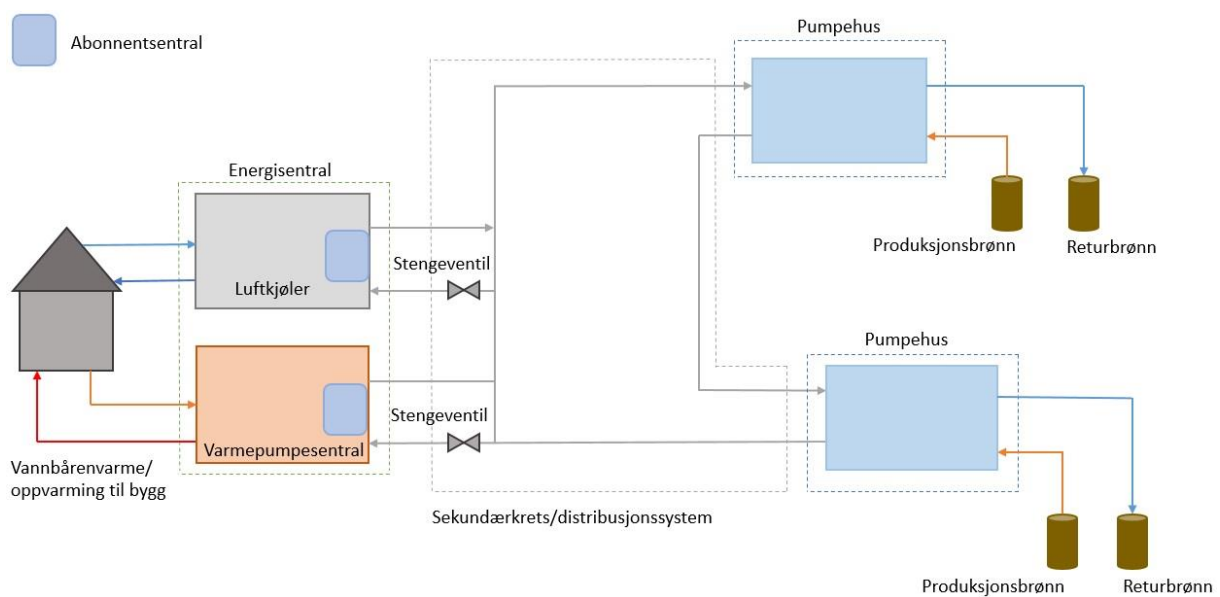 Abonnentsentral
Pumpehus
Energisentral
Stengeventil
Luftkjøler
Produksjonsbrønn
Returbrønn
Pumpehus
Stengeventil
Varmepumpesentral
Vannbårenvarme/
oppvarming til bygg
Sekundærkrets/distribusjonssystem
Produksjonsbrønn
Returbrønn